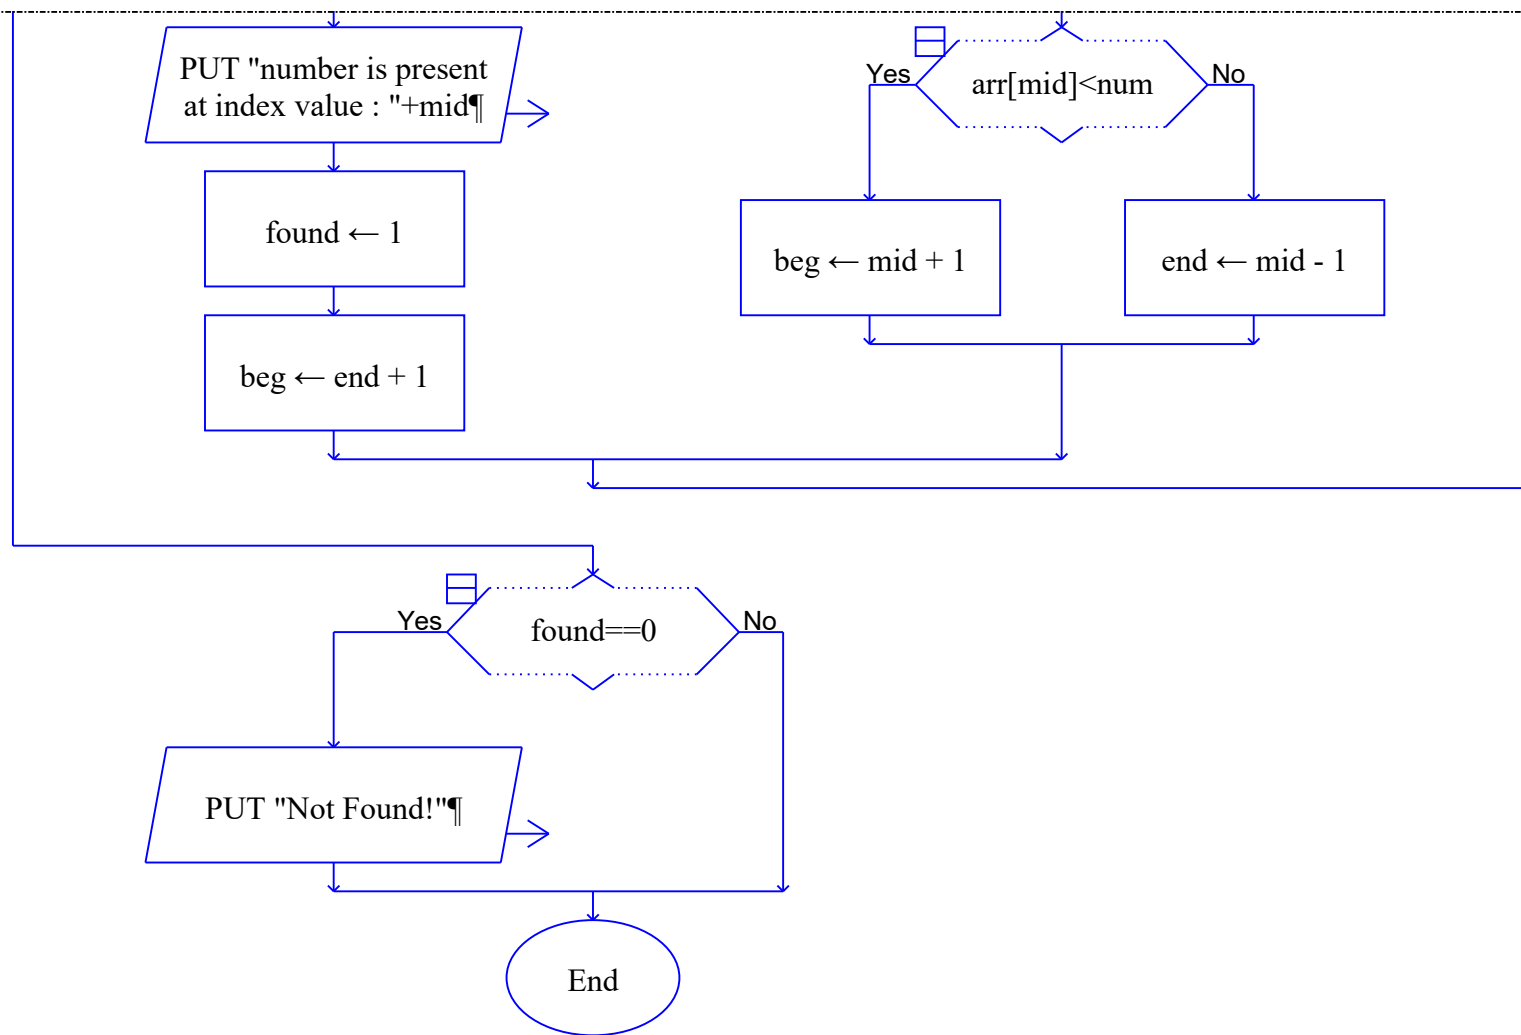 PUT "number is present
at index value : "+mid¶
Yes
arr[mid]<num
No
found ← 1
beg ← mid + 1
end ← mid - 1
beg ← end + 1
Yes
found==0
No
PUT "Not Found!"¶
End